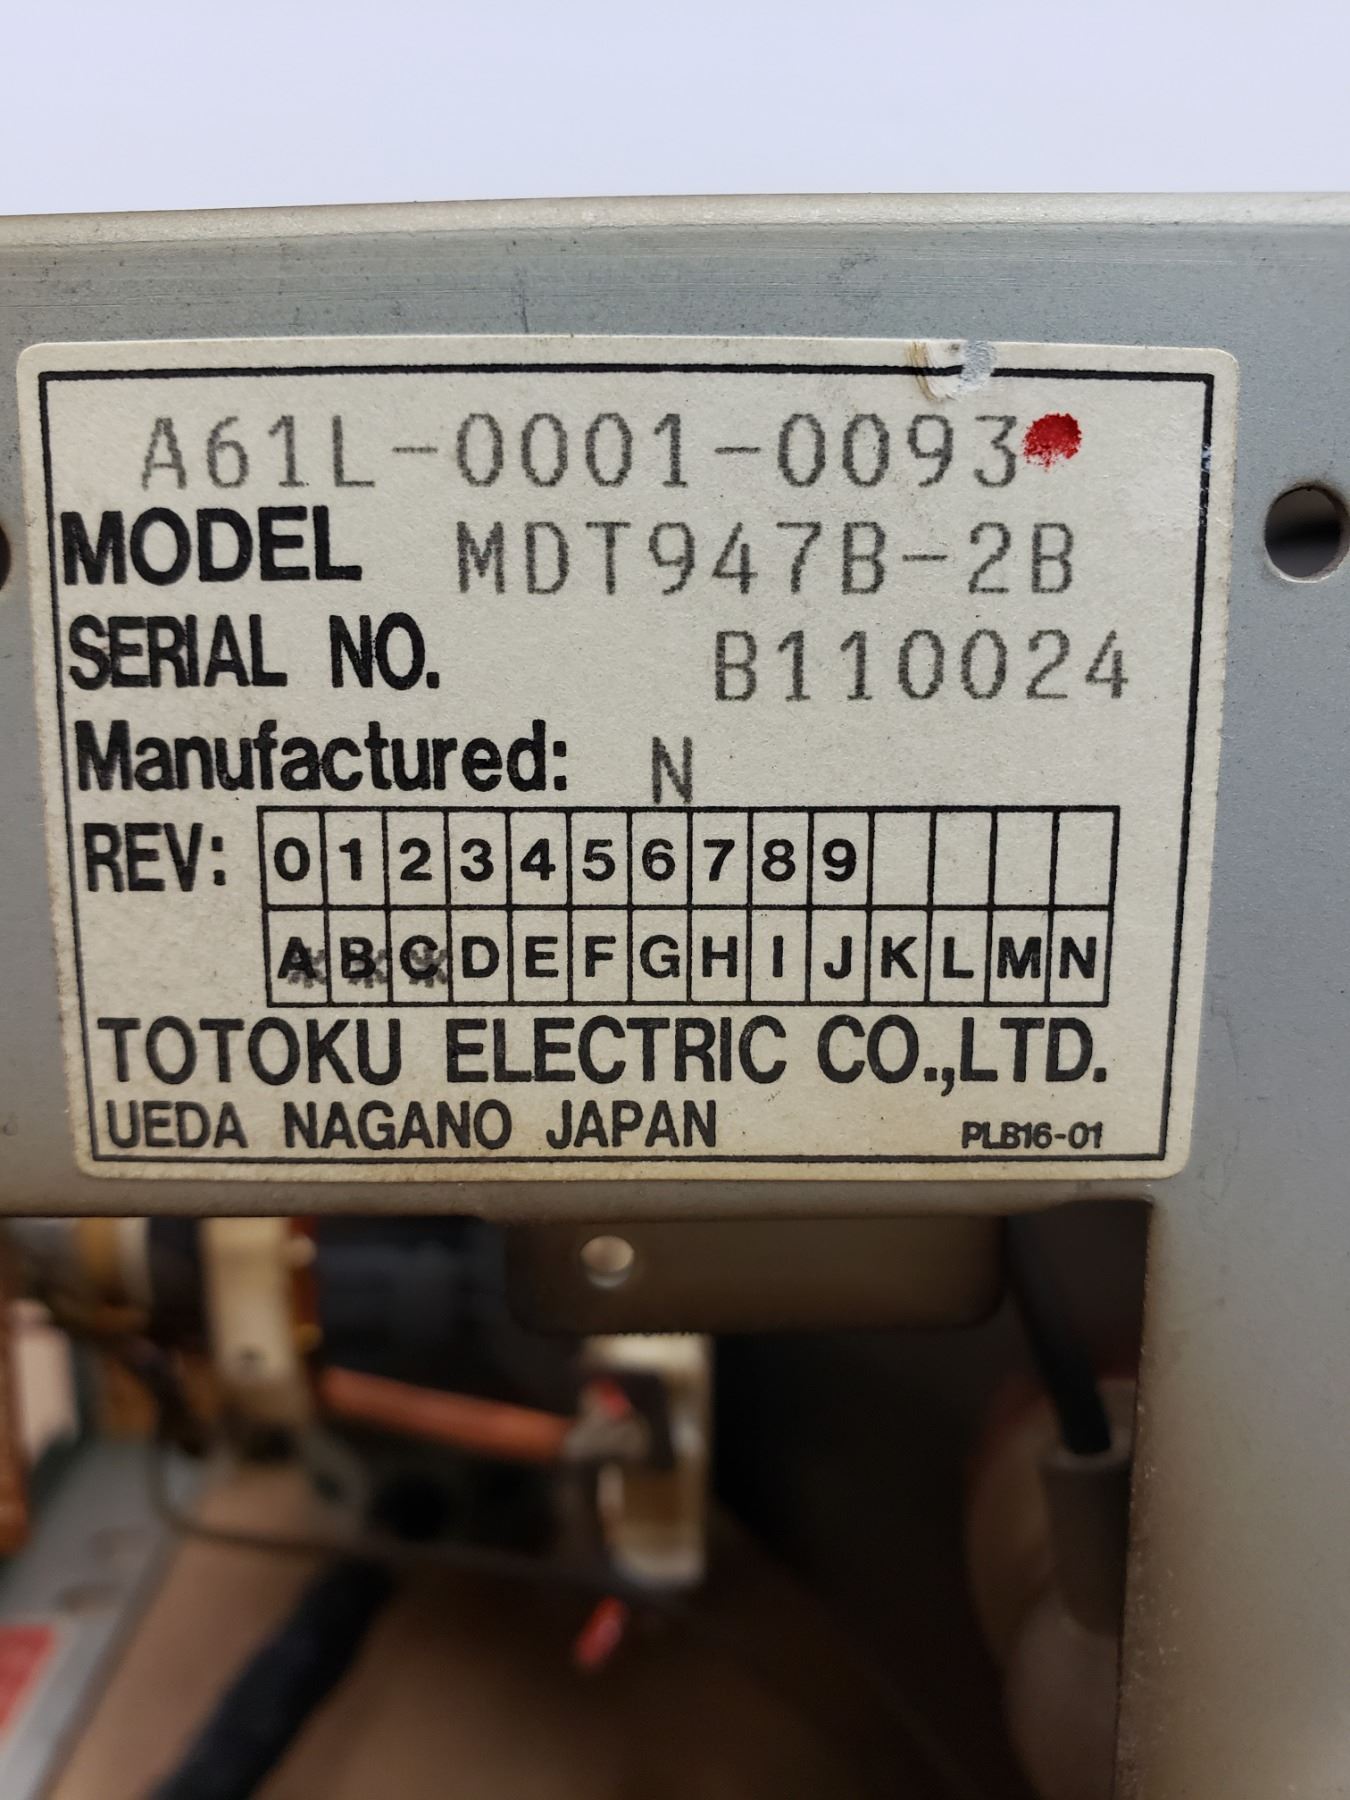 A61L-0001-0093
MODEL MDT947B-2B
SERIAL NO. B110024
Manufactured: N
REV: 0 1 2 3 4 5 6 7 8 9
A B C D E F G H I J K L M N
TOTOKU ELECTRIC CO.,LTD.
UEDA NAGANO JAPAN PLB16-01